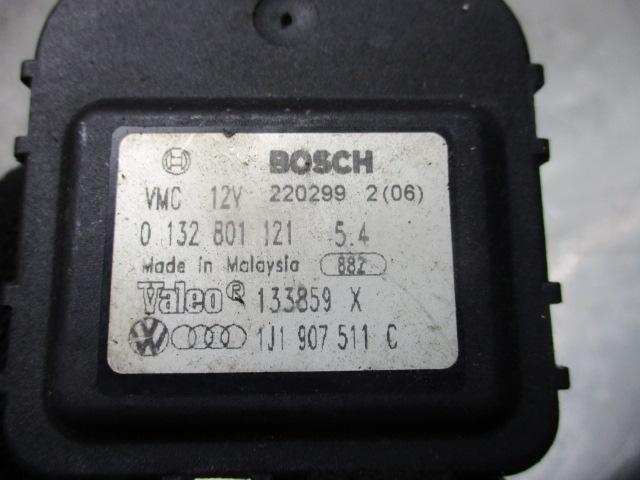 BOSCH
VMC 12V 220299 2(06)
0 132 801 121 5.4
Made in Malaysia 882
Valeo® 133859 X
1J1 907 511 C